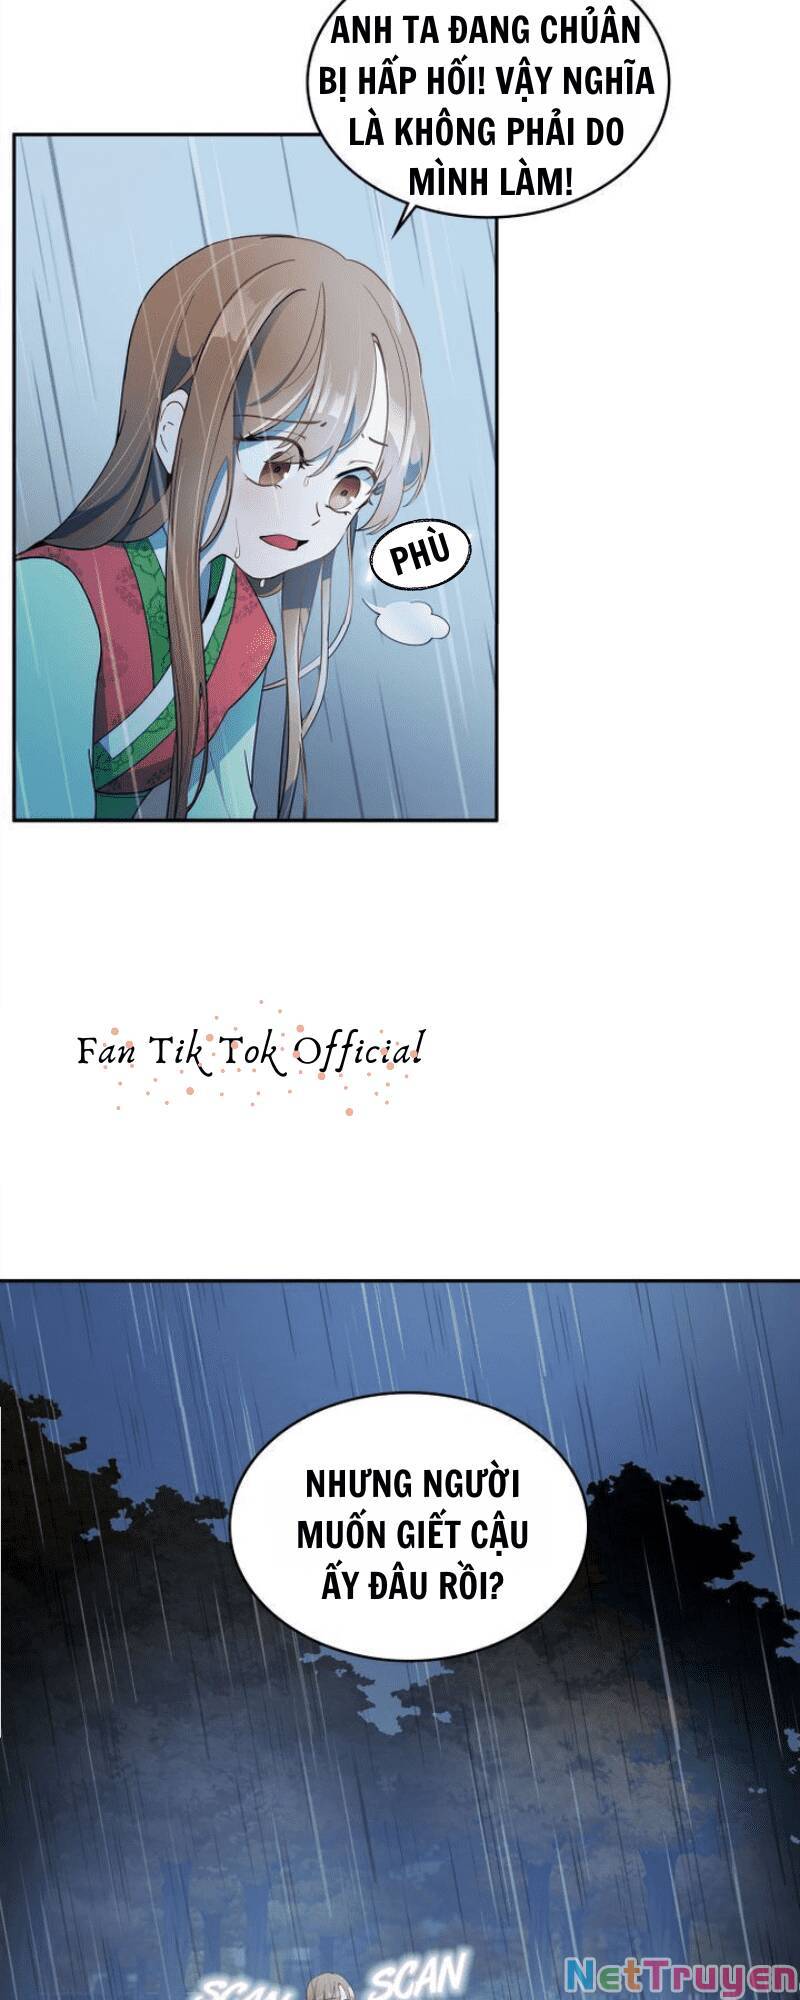 ANH TA ĐANG CHUẨN
BỊ HẤP HỐI! VẬY NGHĨA
LÀ KHÔNG PHẢI DO
MÌNH LÀM!
PHÙ
Fan Tik Tok Official
NHƯNG NGƯỜI
MUỐN GIẾT CẬU
ẤY ĐÂU RỒI?
SCAN SCAN
NetTruyen